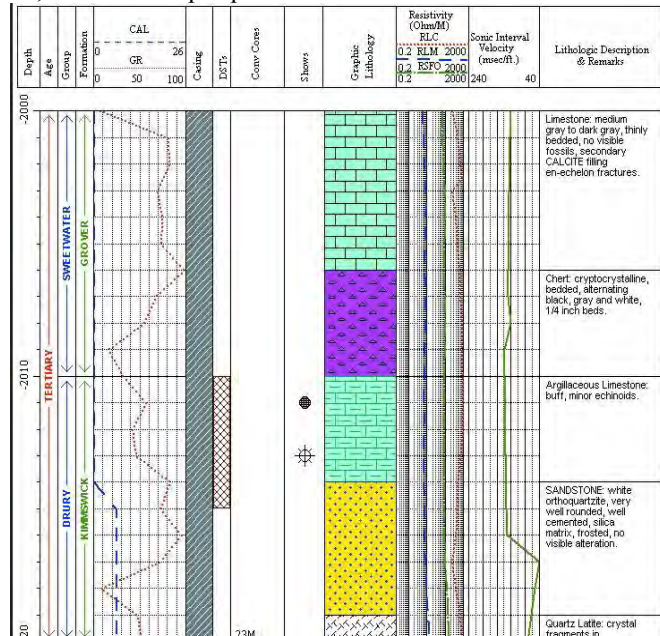 Depth
Age
Group
Formation
CAL
0 26
GR
0 50 100
Casing
DSTs
Conv Cores
Shows
Graphic
Lithology
Resistivity
(Ohm/M)
RLC
0.2 RLM 2000
0.2 RSFO 2000
Sonic Interval
Velocity
(msec/ft.)
240 40
Lithologic Description
& Remarks
-2000
TERTIARY
SWEETWATER
GROVER
Limestone: medium
gray to dark gray, thinly
bedded, no visible
fossils, secondary
CALCITE filling
en-echelon fractures.
Chert: cryptocrystalline,
bedded, alternating
black, gray and white,
1/4 inch beds.
-2010
DRURY
KIMMSWICK
Argillaceous Limestone:
buff, minor echinoids.
SANDSTONE: white
orthoquartzite, very
well rounded, well
cemented, silica
matrix, frosted, no
visible alteration.
20
23M
Quartz Latite: crystal
fragments in